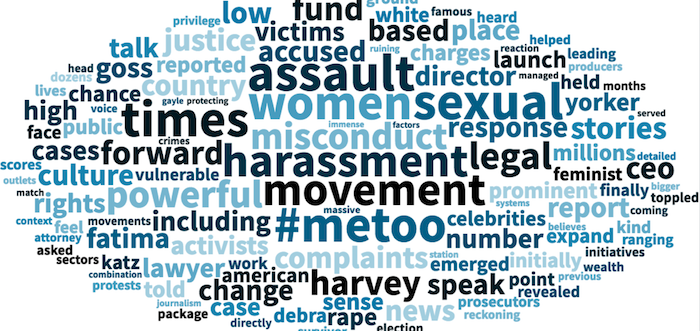 ground
privilege low fund white famous heard
justice victims based place helped
talk accused charges launch reaction leading
head goss reported assault ruining director managed producers
dozens held months
lives chance country women sexual yorker
high voice times gayle protecting served
face public misconduct immense factors response stories
crimes
cases forward harassment legal millions detailed
scores culture vulnerable feminist ceo
outlets powerful movement prominent finally bigger
match rights systems report toppled
context movements including #metoo massive celebrities coming
feel believes kind
attorney fatima activists number expand ranging
asked complaints station initially initiatives
sectors katz lawyer work emerged wealth
combination american harvey speak point previous
protests told change revealed
journalism sense prosecutors
package case debra rape news reckoning
directly election
survivor